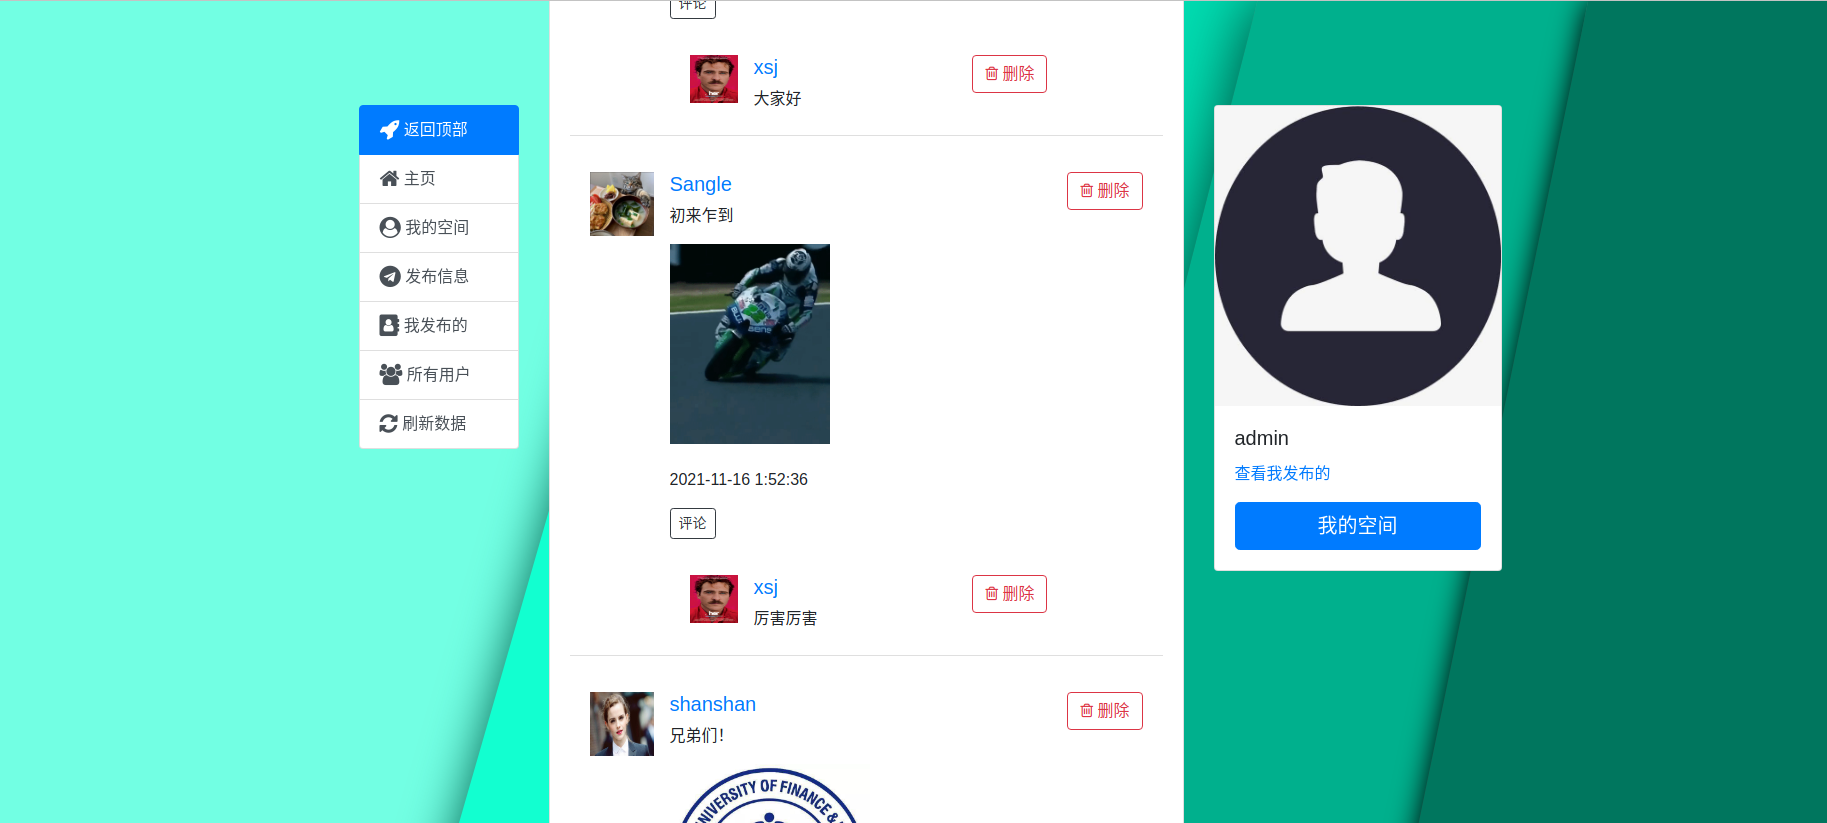 返回顶部
主页
我的空间
发布信息
我发布的
所有用户
刷新数据
评论
xsj
删除
大家好
Sangle
删除
初来乍到
2021-11-16 1:52:36
评论
xsj
删除
厉害厉害
shanshan
删除
兄弟们！
UNIVERSITY OF FINANCE &
admin
查看我发布的
我的空间